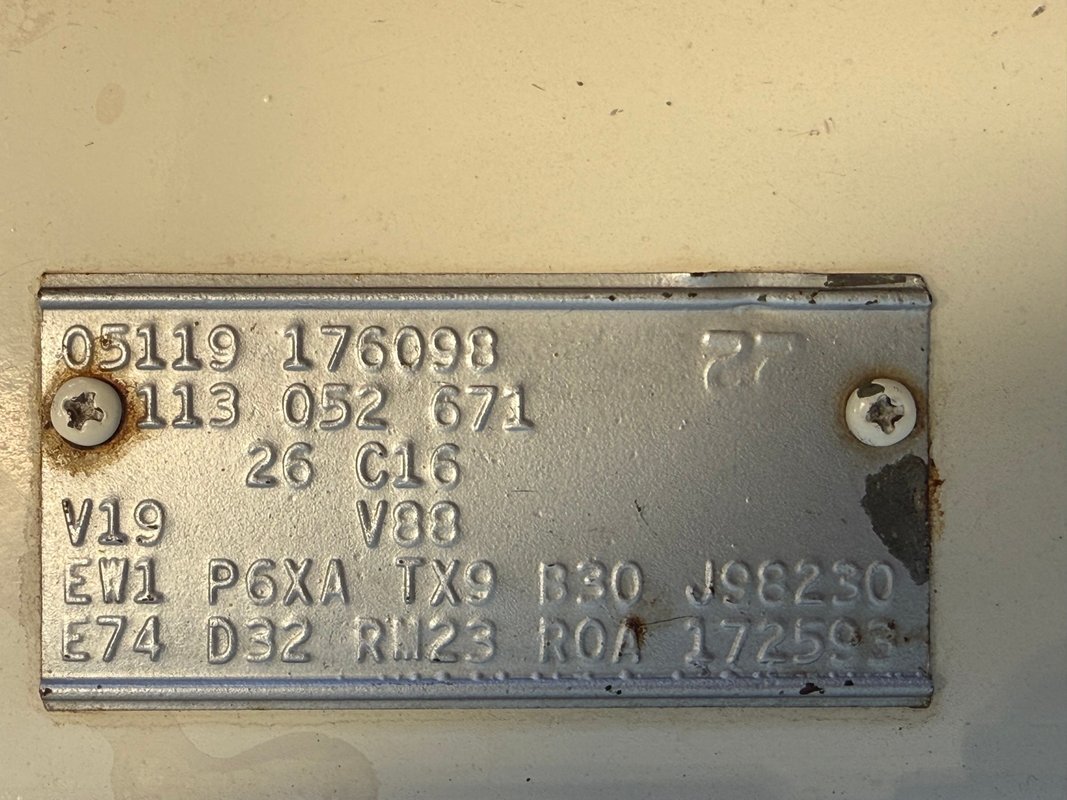 05119 176098
113 052 671
26 C16
V19 V88
EW1 P6XA TX9 B30 J98230
E74 D32 RM23 R0A 172593